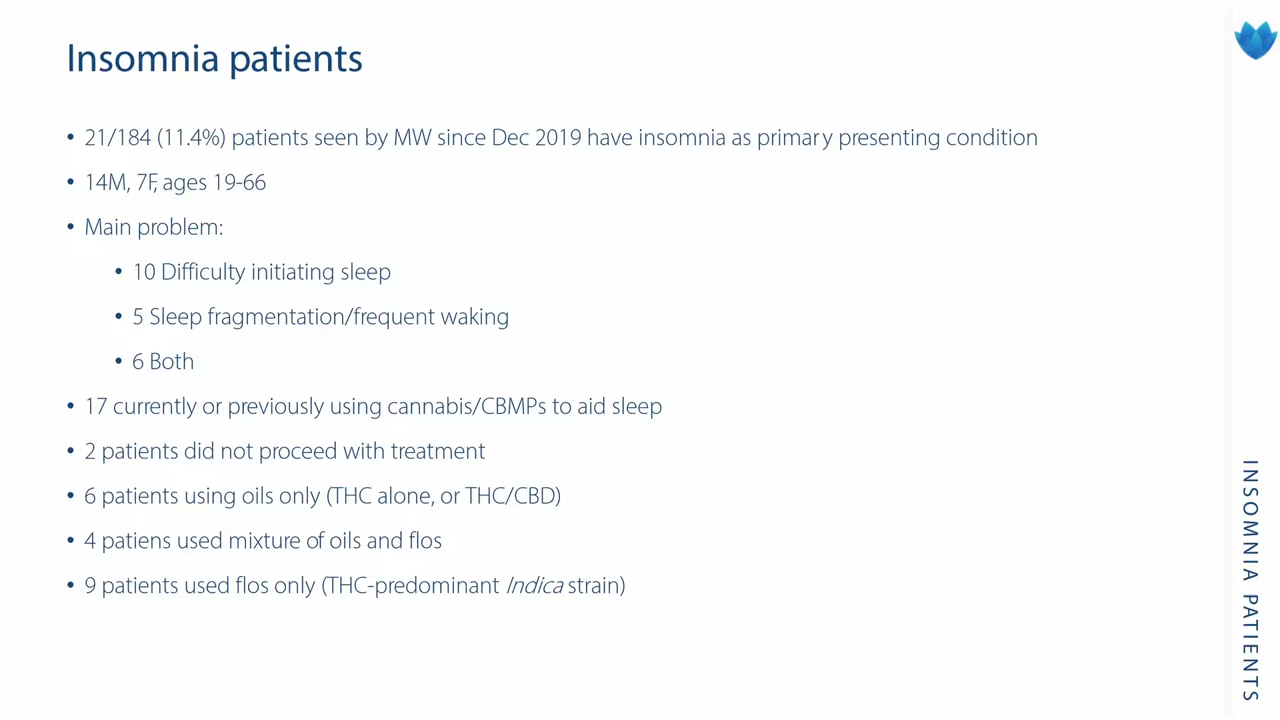 Insomnia patients
• 21/184 (11.4%) patients seen by MW since Dec 2019 have insomnia as primary presenting condition
• 14M, 7F, ages 19-66
• Main problem:
• 10 Difficulty initiating sleep
• 5 Sleep fragmentation/frequent waking
• 6 Both
• 17 currently or previously using cannabis/CBMPs to aid sleep
• 2 patients did not proceed with treatment
• 6 patients using oils only (THC alone, or THC/CBD)
• 4 patiens used mixture of oils and flos
• 9 patients used flos only (THC-predominant Indica strain)
INSOMNIA PATIENTS